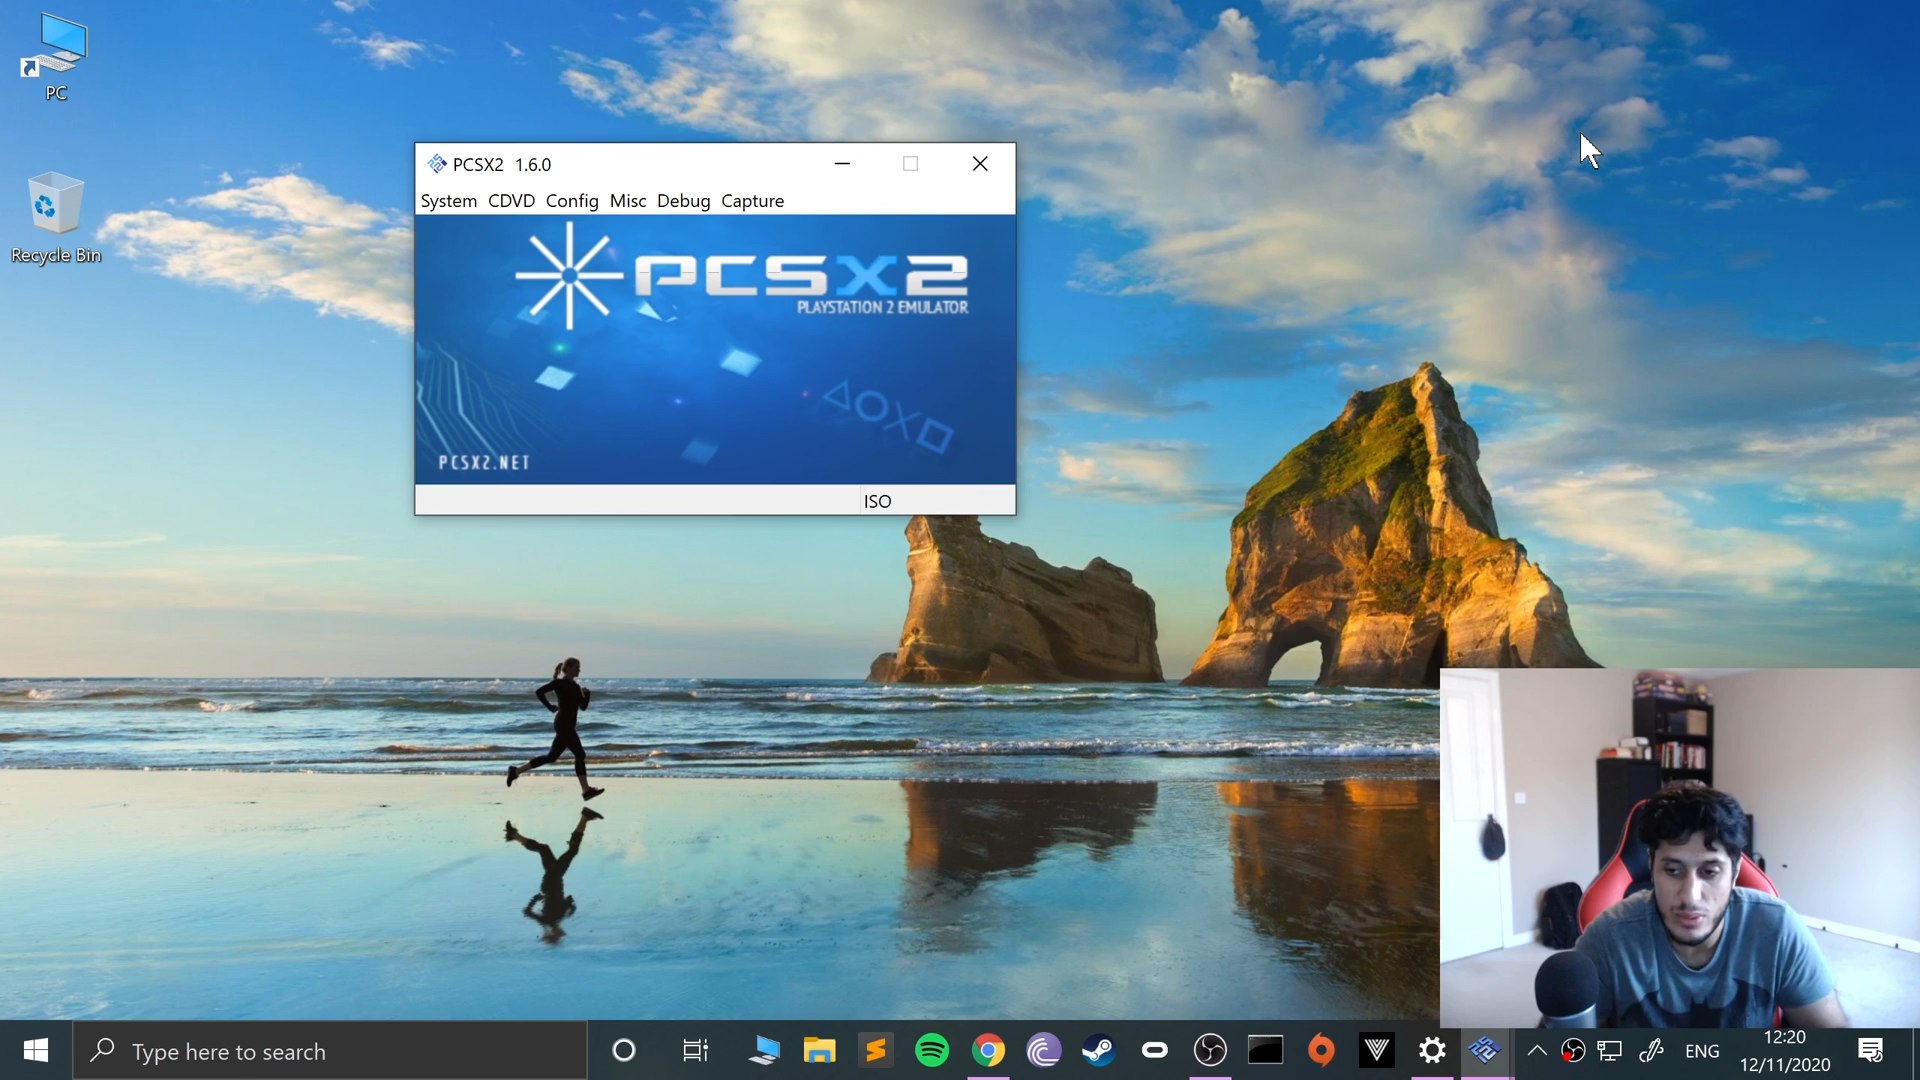 PC
Recycle Bin
PCSX2 1.6.0
System CDVD Config Misc Debug Capture
PCSX2
PLAYSTATION 2 EMULATOR
PCSX2.NET
ISO
Type here to search
ENG
12:20
12/11/2020